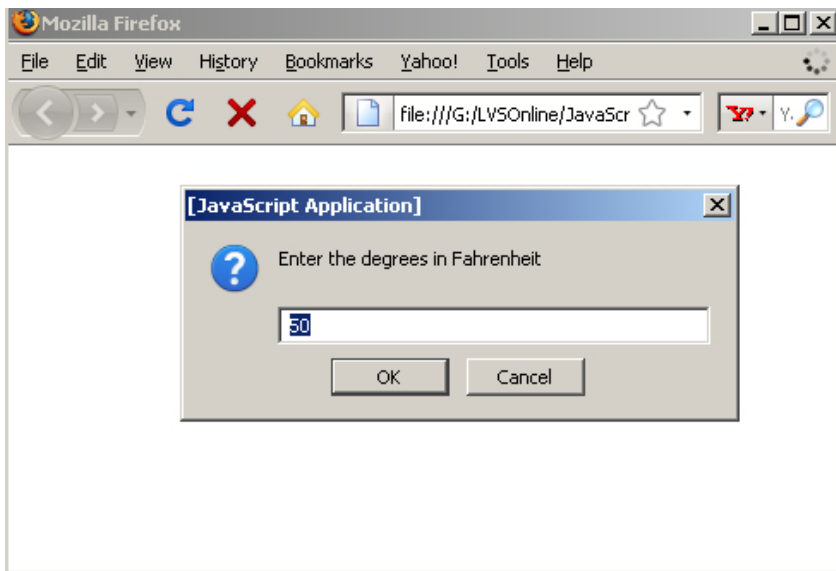 Mozilla Firefox
File Edit View History Bookmarks Yahoo! Tools Help
file:///G:/LVSOnline/JavaScr Y! Y.
[JavaScript Application]
Enter the degrees in Fahrenheit
50
OK Cancel